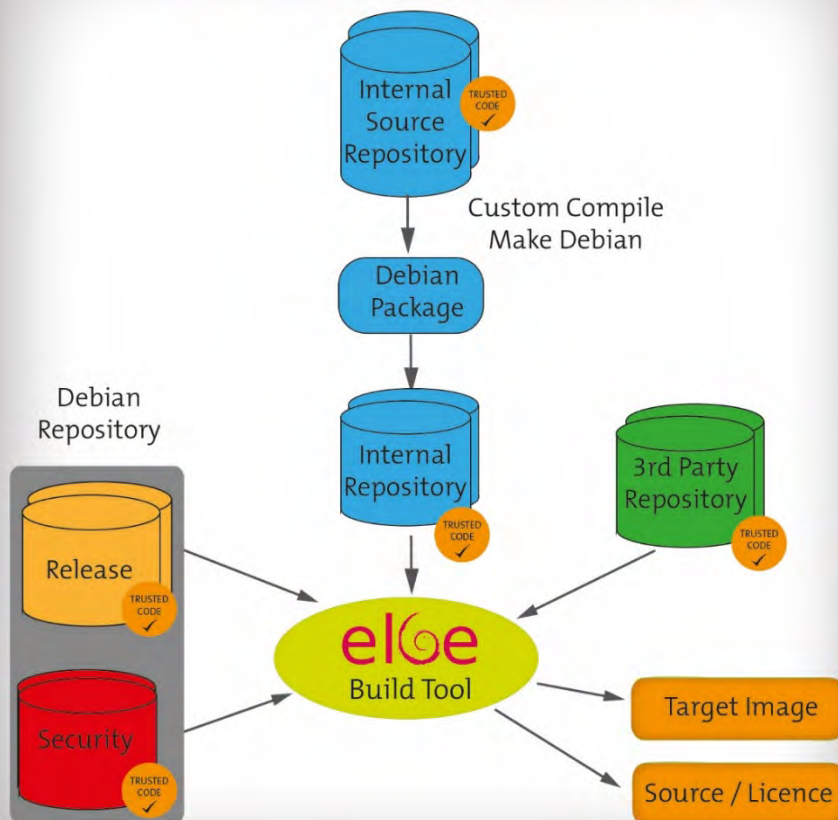 Internal
Source
Repository
TRUSTED
CODE
Custom Compile
Make Debian
Debian
Package
Debian
Repository
Internal
Repository
TRUSTED
CODE
3rd Party
Repository
TRUSTED
CODE
Release
TRUSTED
CODE
elbe
Build Tool
Security
TRUSTED
CODE
Target Image
Source / Licence